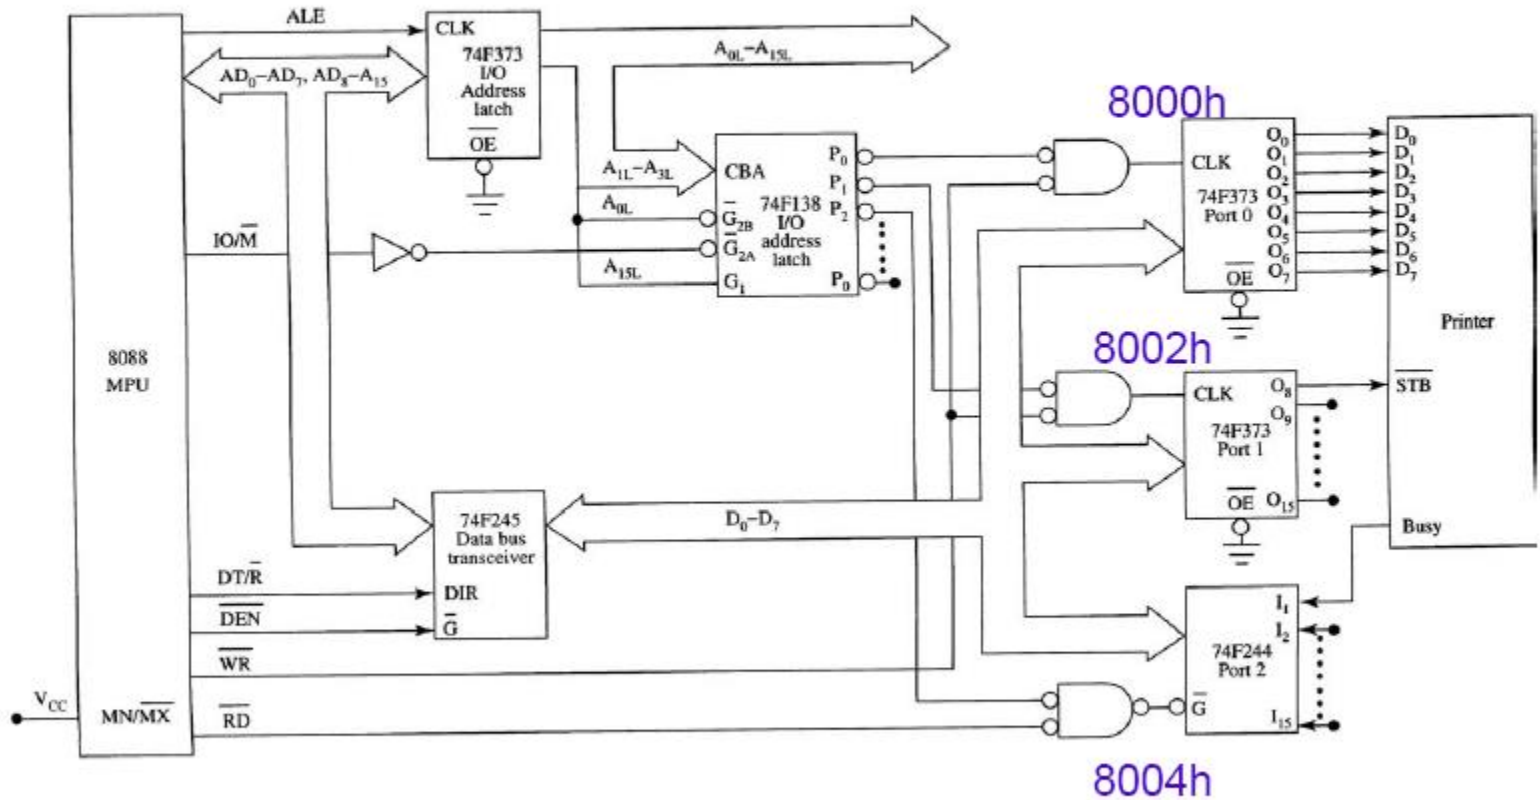 ALE
CLK
74F373
I/O
Address
latch
OE
AD0–AD7, AD8–A15
A0L–A15L
8000h
A1L–A3L
A0L
A15L
CBA
74F138
I/O
address
latch
G2B
G2A
G1
P0
P1
P2
P0
IO/M
CLK
74F373
Port 0
OE
O0
O1
O2
O3
O4
O5
O6
O7
D0
D1
D2
D3
D4
D5
D6
D7
Printer
STB
Busy
8088
MPU
8002h
CLK
74F373
Port 1
OE
O8
O9
O15
74F245
Data bus
transceiver
DIR
G
D0–D7
DT/R
DEN
WR
RD
VCC
MN/MX
I1
I2
74F244
Port 2
G
I15
8004h